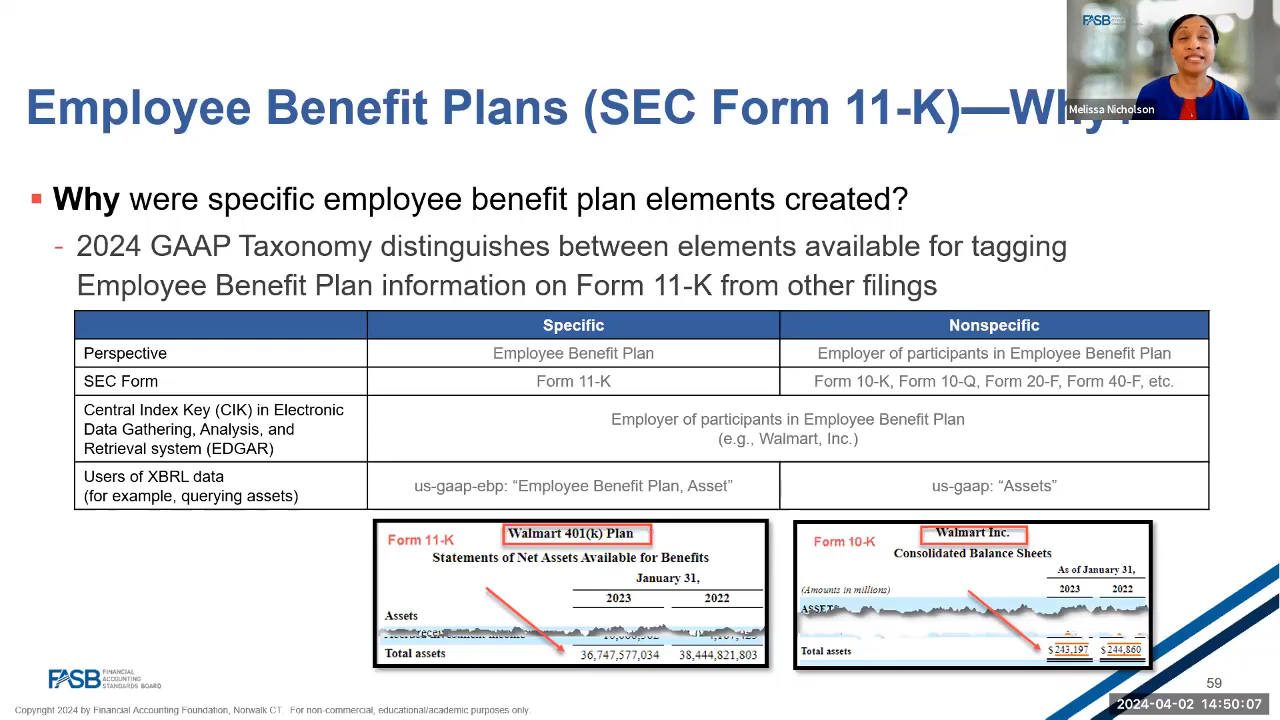 FASB
Melissa Nicholson
Employee Benefit Plans (SEC Form 11-K)—Why?
Why were specific employee benefit plan elements created?
- 2024 GAAP Taxonomy distinguishes between elements available for tagging
Employee Benefit Plan information on Form 11-K from other filings
Specific Nonspecific
Perspective Employee Benefit Plan Employer of participants in Employee Benefit Plan
SEC Form Form 11-K Form 10-K, Form 10-Q, Form 20-F, Form 40-F, etc.
Central Index Key (CIK) in Electronic
Data Gathering, Analysis, and
Retrieval system (EDGAR)
Employer of participants in Employee Benefit Plan
(e.g., Walmart, Inc.)
Users of XBRL data
(for example, querying assets)
us-gaap-ebp: “Employee Benefit Plan, Asset” us-gaap: “Assets”
Form 11-K Walmart 401(k) Plan
Statements of Net Assets Available for Benefits
January 31,
2023 2022
Assets
Total assets 36,747,577,034 38,444,821,803
Form 10-K Walmart Inc.
Consolidated Balance Sheets
As of January 31,
(Amounts in millions) 2023 2022
Total assets $243,197 $244,860
FASB FINANCIAL
ACCOUNTING
STANDARDS BOARD
59
2024-04-02 14:50:07
Copyright 2024 by Financial Accounting Foundation, Norwalk CT. For non-commercial, educational/academic purposes only.